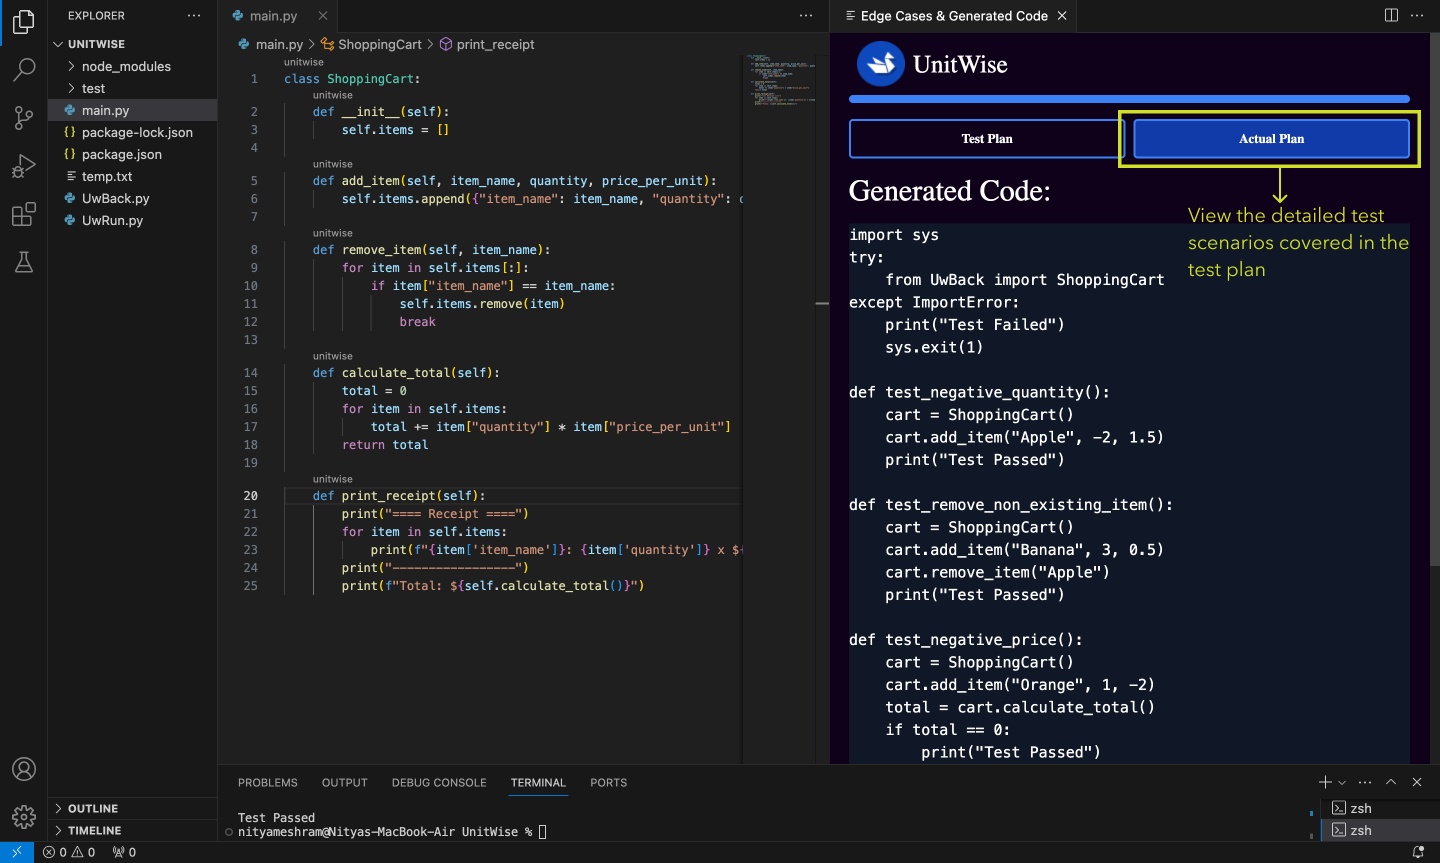 EXPLORER
UNITWISE
node_modules
test
main.py
package-lock.json
package.json
temp.txt
UwBack.py
UwRun.py
OUTLINE
TIMELINE
main.py
main.py > ShoppingCart > print_receipt
unitwise
1 class ShoppingCart:
unitwise
2 def __init__(self):
3 self.items = []
4
unitwise
5 def add_item(self, item_name, quantity, price_per_unit):
6 self.items.append({"item_name": item_name, "quantity":
7
unitwise
8 def remove_item(self, item_name):
9 for item in self.items[:]:
10 if item["item_name"] == item_name:
11 self.items.remove(item)
12 break
13
unitwise
14 def calculate_total(self):
15 total = 0
16 for item in self.items:
17 total += item["quantity"] * item["price_per_unit"]
18 return total
19
unitwise
20 def print_receipt(self):
21 print("==== Receipt ====")
22 for item in self.items:
23 print(f"{item['item_name']}: {item['quantity']} x ${
24 print("-----------------")
25 print(f"Total: ${self.calculate_total()}")
Edge Cases & Generated Code
UnitWise
Test Plan
Actual Plan
Generated Code:
View the detailed test
scenarios covered in the
test plan
import sys
try:
from UwBack import ShoppingCart
except ImportError:
print("Test Failed")
sys.exit(1)
def test_negative_quantity():
cart = ShoppingCart()
cart.add_item("Apple", -2, 1.5)
print("Test Passed")
def test_remove_non_existing_item():
cart = ShoppingCart()
cart.add_item("Banana", 3, 0.5)
cart.remove_item("Apple")
print("Test Passed")
def test_negative_price():
cart = ShoppingCart()
cart.add_item("Orange", 1, -2)
total = cart.calculate_total()
if total == 0:
print("Test Passed")
PROBLEMS OUTPUT DEBUG CONSOLE TERMINAL PORTS
Test Passed
nityameshram@Nityas-MacBook-Air UnitWise %
zsh
zsh
0 0 0